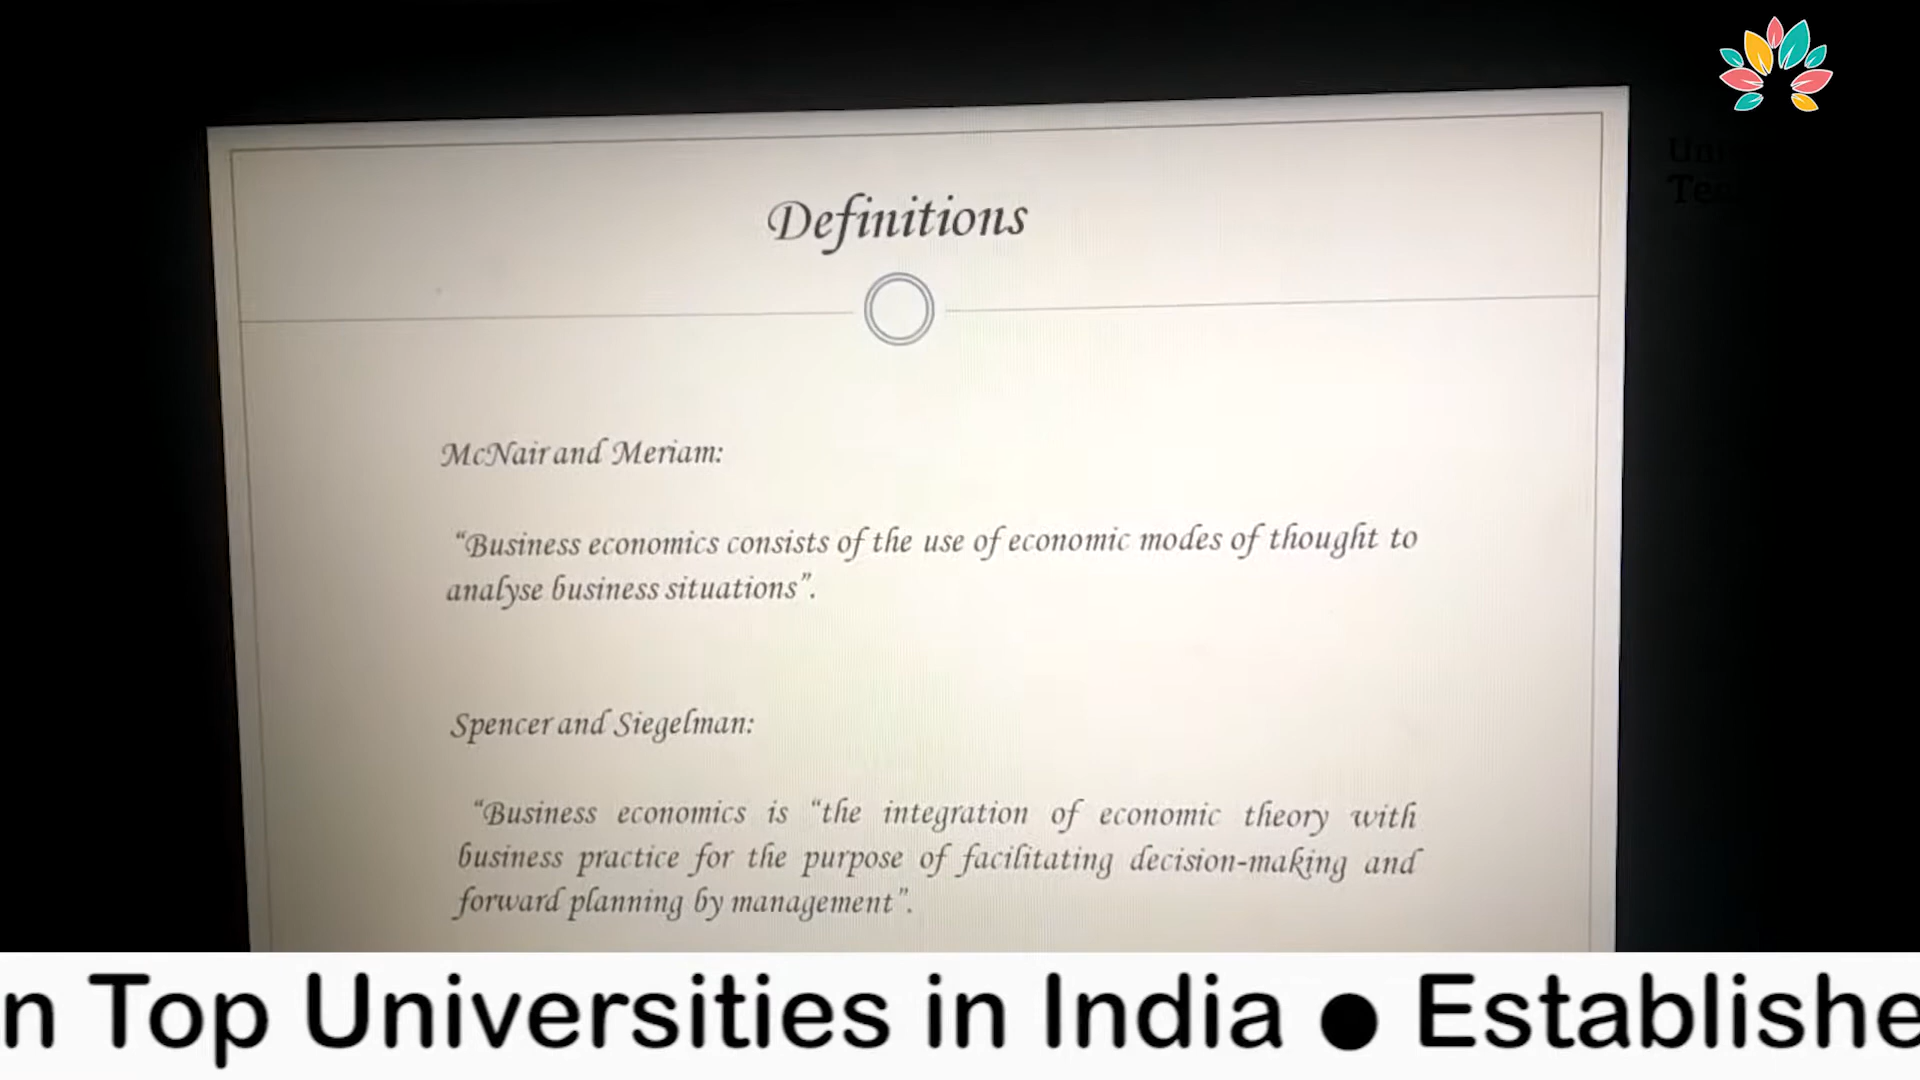 Definitions
McNair and Meriam:
“Business economics consists of the use of economic modes of thought to
analyse business situations”.
Spencer and Siegelman:
“Business economics is “the integration of economic theory with
business practice for the purpose of facilitating decision-making and
forward planning by management”.
n Top Universities in India ● Establishe